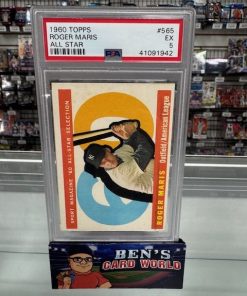 1960 TOPPS #565
ROGER MARIS EX
ALL STAR PSA 5
41091942
SPORT MAGAZINE '60 ALL-STAR SELECTION
ROGER MARIS
Outfield/American League
BEN'S
CARD WORLD